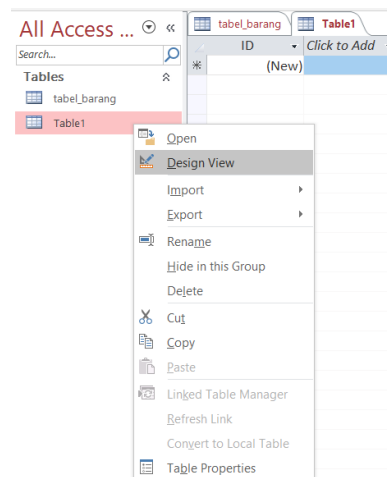 All Access ...
Search...
Tables
tabel_barang
Table1
tabel_barang
Table1
ID
Click to Add
(New)
Open
Design View
Import
Export
Rename
Hide in this Group
Delete
Cut
Copy
Paste
Linked Table Manager
Refresh Link
Convert to Local Table
Table Properties